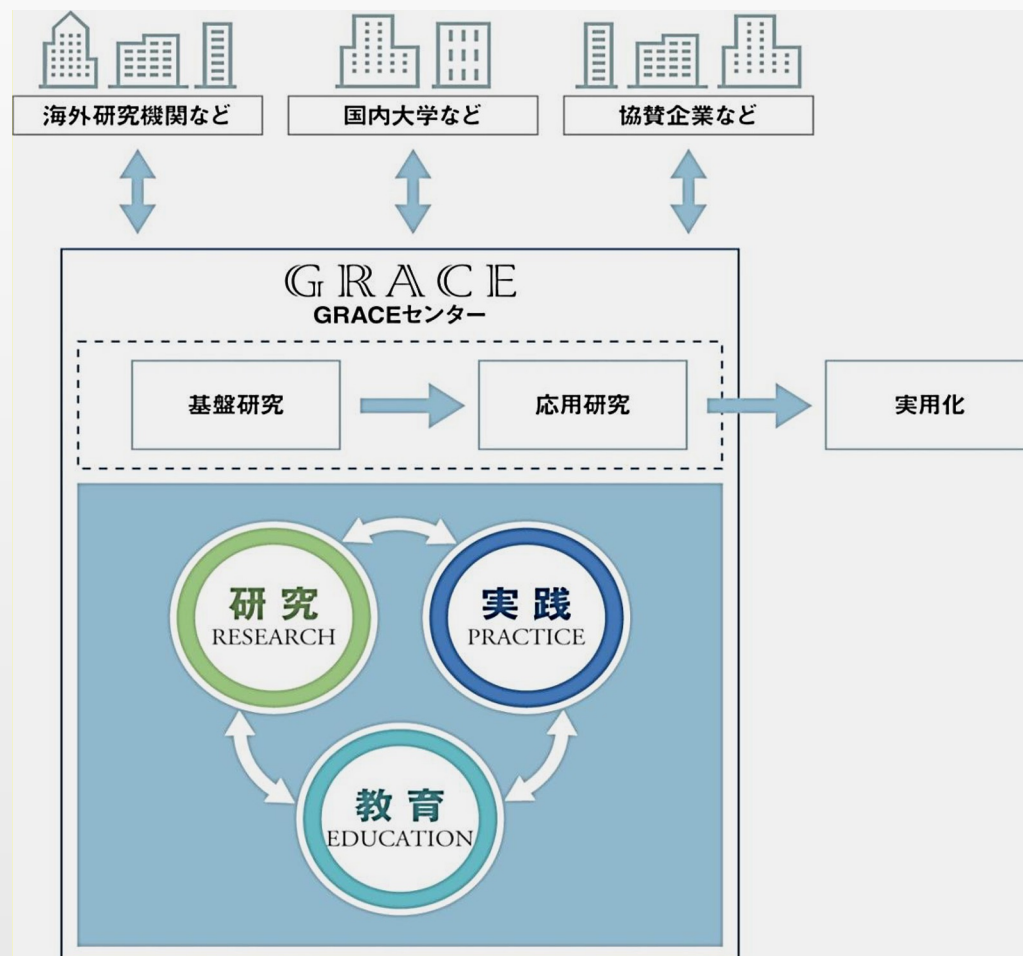 海外研究機関など
国内大学など
協賛企業など
GRACE
GRACEセンター
基盤研究
応用研究
実用化
研究
RESEARCH
実践
PRACTICE
教育
EDUCATION